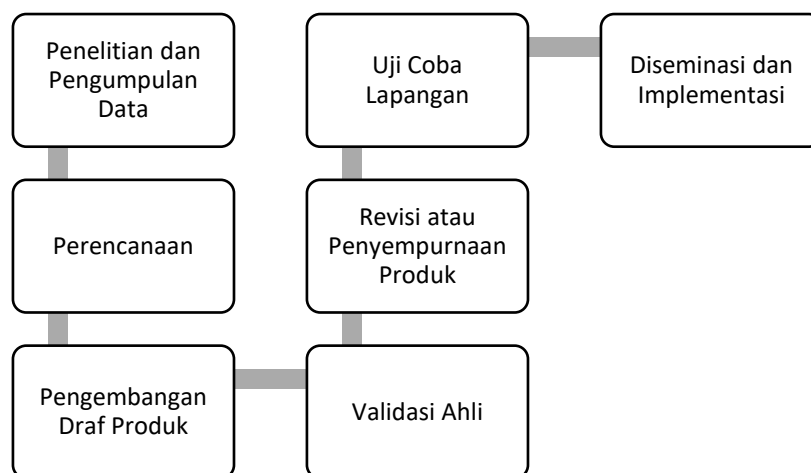 Penelitian dan
Pengumpulan
Data
Perencanaan
Pengembangan
Draf Produk
Validasi Ahli
Revisi atau
Penyempurnaan
Produk
Uji Coba
Lapangan
Diseminasi dan
Implementasi